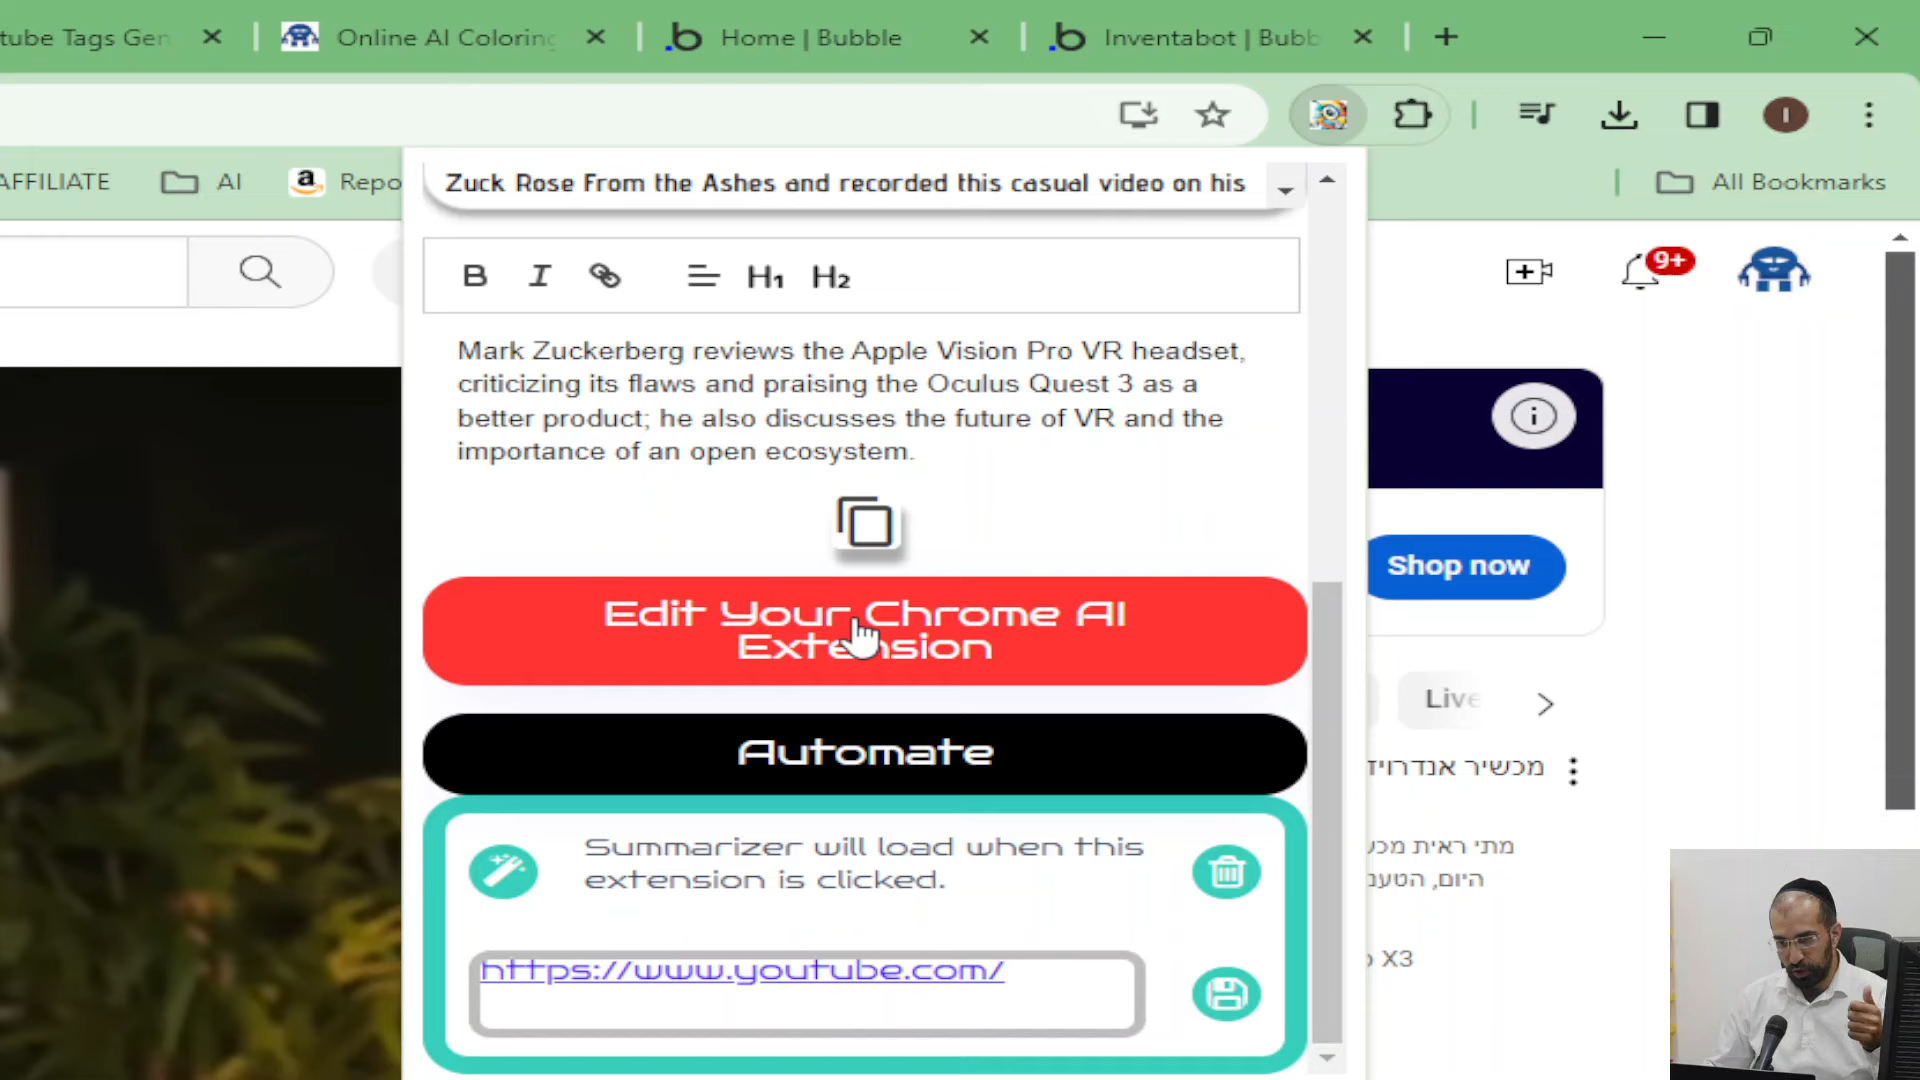 tube Tags Gen
Online AI Coloring
Home | Bubble
Inventabot | Bubb
AFFILIATE
AI
Repo
All Bookmarks
Zuck Rose From the Ashes and recorded this casual video on his
B I H1 H2
9+
Mark Zuckerberg reviews the Apple Vision Pro VR headset,
criticizing its flaws and praising the Oculus Quest 3 as a
better product; he also discusses the future of VR and the
importance of an open ecosystem.
Shop now
Edit Your Chrome AI
Extension
Live
Automate
מכשיר אנדרויד
Summarizer will load when this
extension is clicked.
מתי ראית מכש
היום, הטענ
X3
https://www.youtube.com/